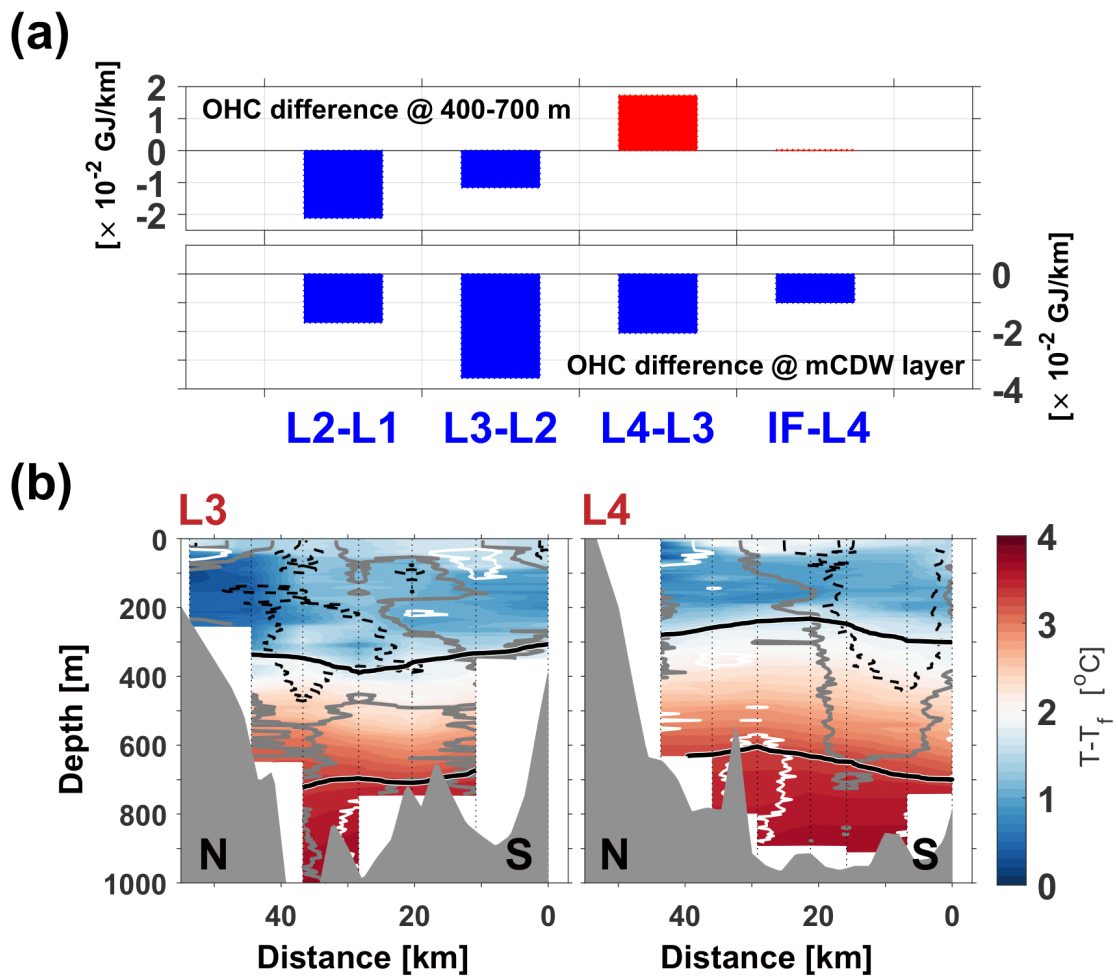 (a)
OHC difference @ 400-700 m
2
1
0
-1
-2
[× 10-2 GJ/km]
0
-2
-4
[× 10-2 GJ/km]
OHC difference @ mCDW layer
L2-L1 L3-L2 L4-L3 IF-L4
(b)
L3 L4
0
200
400
600
800
1000
Depth [m]
N S N S
40 20 0 40 20 0
Distance [km] Distance [km]
4
3
2
1
0
T-Tf [oC]